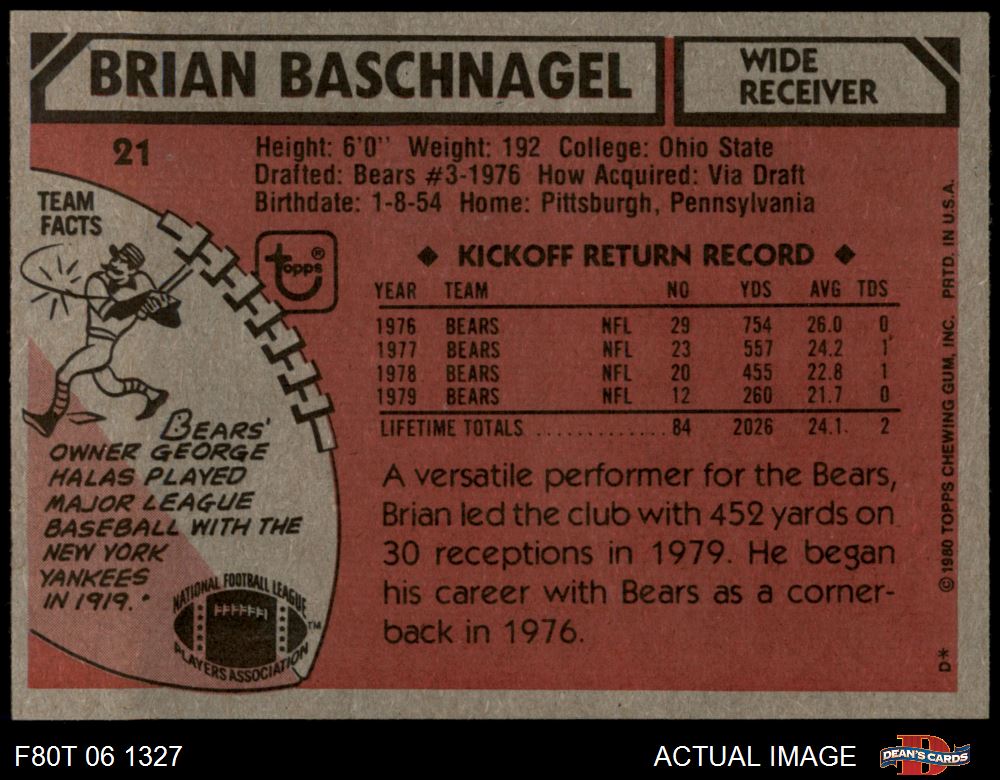 BRIAN BASCHNAGEL
WIDE
RECEIVER
21
Height: 6'0" Weight: 192 College: Ohio State
Drafted: Bears #3-1976 How Acquired: Via Draft
Birthdate: 1-8-54 Home: Pittsburgh, Pennsylvania
TEAM
FACTS
topps®
◆ KICKOFF RETURN RECORD ◆
YEAR TEAM NO YDS AVG TDS
1976 BEARS NFL 29 754 26.0 0
1977 BEARS NFL 23 557 24.2 1
1978 BEARS NFL 20 455 22.8 1
1979 BEARS NFL 12 260 21.7 0
LIFETIME TOTALS ............ 84 2026 24.1 2
BEARS'
OWNER GEORGE
HALAS PLAYED
MAJOR LEAGUE
BASEBALL WITH THE
NEW YORK
YANKEES
IN 1919.
NATIONAL FOOTBALL LEAGUE
PLAYERS ASSOCIATION
TM
A versatile performer for the Bears,
Brian led the club with 452 yards on
30 receptions in 1979. He began
his career with Bears as a corner-
back in 1976.
© 1980 TOPPS CHEWING GUM, INC. PRTD. IN U.S.A.
D*
F80T 06 1327
ACTUAL IMAGE
DEAN'S CARDS